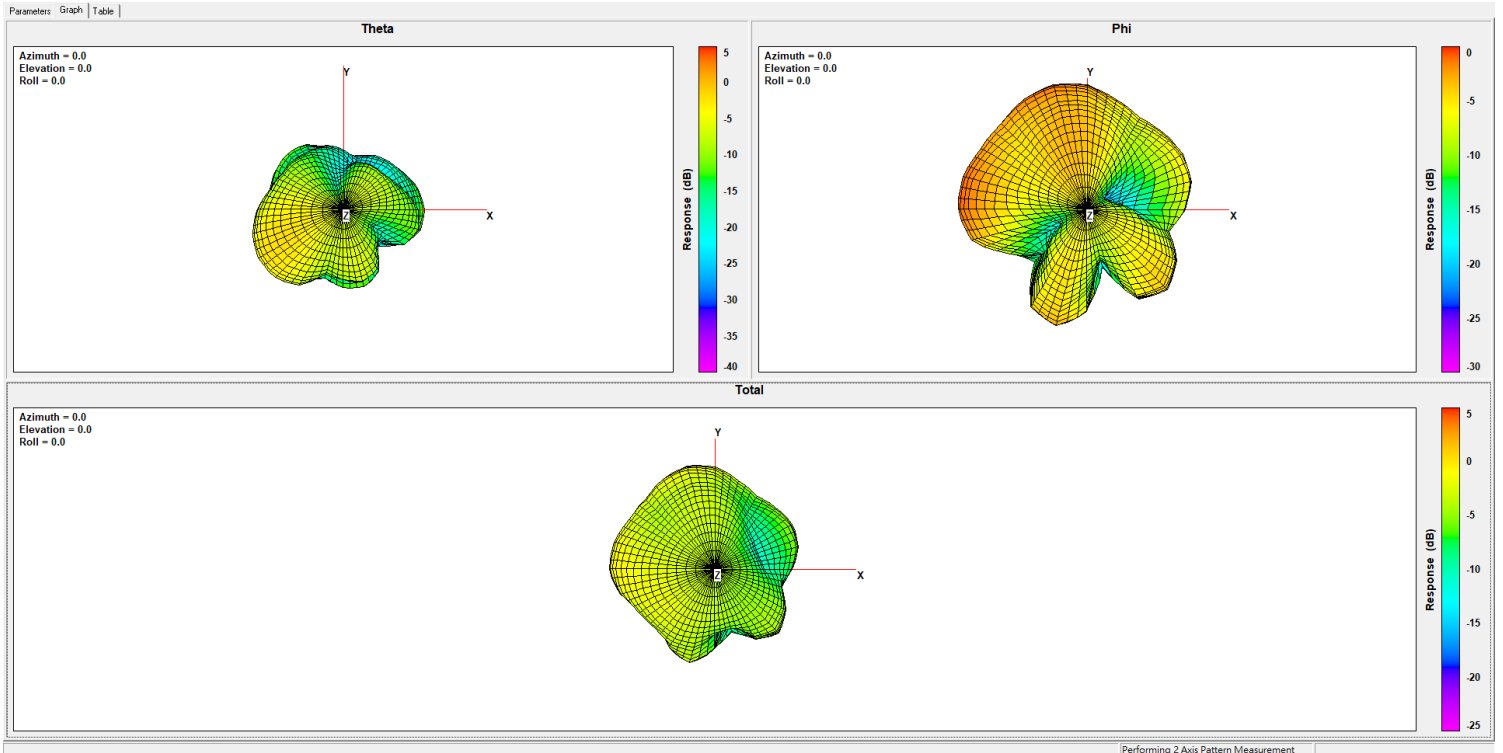 Parameters Graph Table
Theta
Azimuth = 0.0
Elevation = 0.0
Roll = 0.0
Y
X
Z
Response (dB)
5
0
-5
-10
-15
-20
-25
-30
-35
-40
Phi
Azimuth = 0.0
Elevation = 0.0
Roll = 0.0
Y
X
Z
Response (dB)
0
-5
-10
-15
-20
-25
-30
Total
Azimuth = 0.0
Elevation = 0.0
Roll = 0.0
Y
X
Z
Response (dB)
5
0
-5
-10
-15
-20
-25
Performing 2 Axis Pattern Measurement